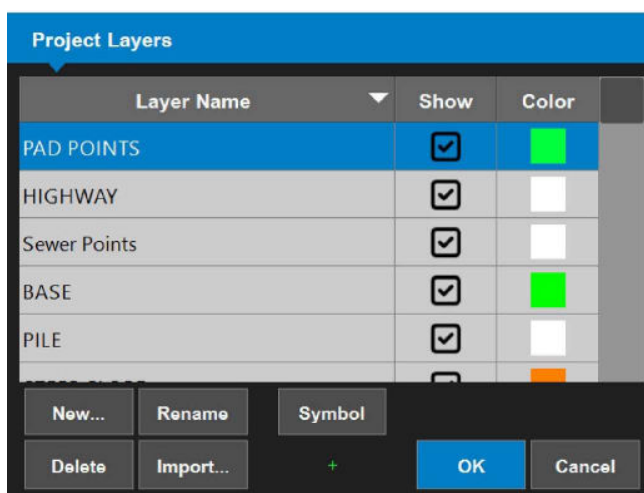 Project Layers
Layer Name Show Color
PAD POINTS
HIGHWAY
Sewer Points
BASE
PILE
New... Rename Symbol
Delete Import... + OK Cancel